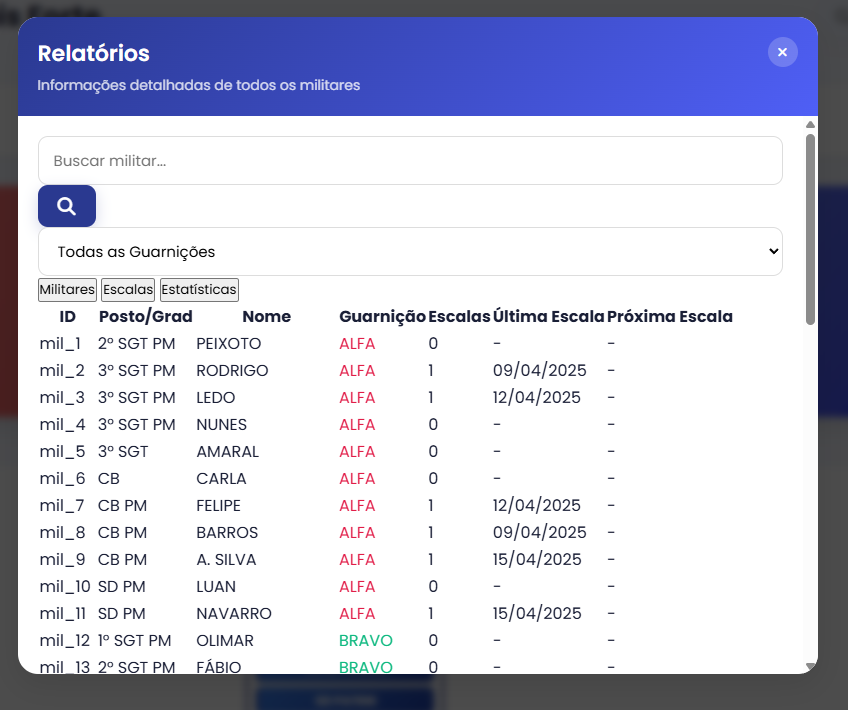 Relatórios
Informações detalhadas de todos os militares
Buscar militar...
Todas as Guarnições
Militares Escalas Estatísticas
ID Posto/Grad Nome Guarnição Escalas Última Escala Próxima Escala
mil_1 2º SGT PM PEIXOTO ALFA 0 - -
mil_2 3º SGT PM RODRIGO ALFA 1 09/04/2025 -
mil_3 3º SGT PM LEDO ALFA 1 12/04/2025 -
mil_4 3º SGT PM NUNES ALFA 0 - -
mil_5 3º SGT AMARAL ALFA 0 - -
mil_6 CB CARLA ALFA 0 - -
mil_7 CB PM FELIPE ALFA 1 12/04/2025 -
mil_8 CB PM BARROS ALFA 1 09/04/2025 -
mil_9 CB PM A. SILVA ALFA 1 15/04/2025 -
mil_10 SD PM LUAN ALFA 0 - -
mil_11 SD PM NAVARRO ALFA 1 15/04/2025 -
mil_12 1º SGT PM OLIMAR BRAVO 0 - -
mil_13 2º SGT PM FÁBIO BRAVO 0 - -